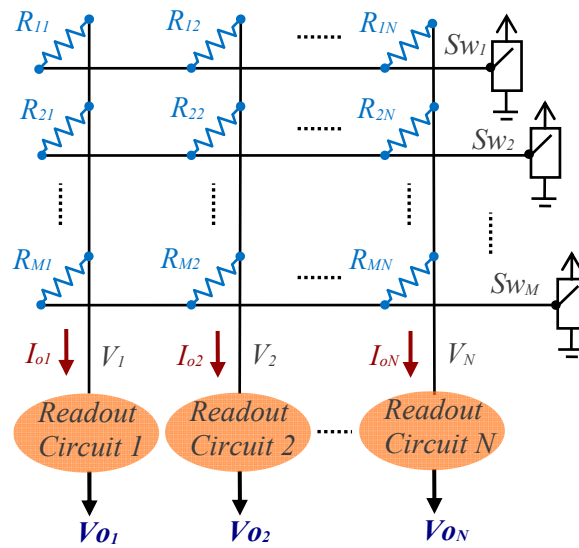 R11 R12 R1N Sw1
R21 R22 R2N Sw2
RM1 RM2 RMN SwM
Io1 V1 Io2 V2 IoN VN
Readout Circuit 1
Readout Circuit 2
Readout Circuit N
Vo1 Vo2 VoN